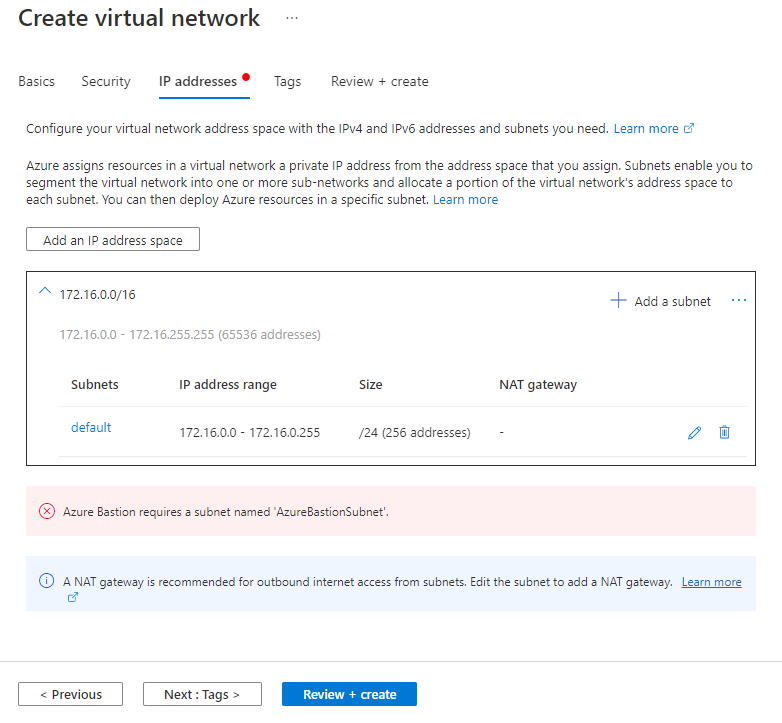 Create virtual network ...
Basics Security IP addresses Tags Review + create
Configure your virtual network address space with the IPv4 and IPv6 addresses and subnets you need. Learn more
Azure assigns resources in a virtual network a private IP address from the address space that you assign. Subnets enable you to
segment the virtual network into one or more sub-networks and allocate a portion of the virtual network's address space to
each subnet. You can then deploy Azure resources in a specific subnet. Learn more
Add an IP address space
172.16.0.0/16 Add a subnet ...
172.16.0.0 - 172.16.255.255 (65536 addresses)
Subnets IP address range Size NAT gateway
default 172.16.0.0 - 172.16.0.255 /24 (256 addresses) -
Azure Bastion requires a subnet named 'AzureBastionSubnet'.
A NAT gateway is recommended for outbound internet access from subnets. Edit the subnet to add a NAT gateway. Learn more
< Previous Next : Tags > Review + create